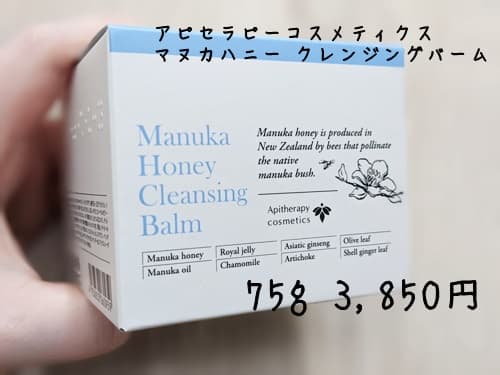 アピセラピーコスメティクス
マヌカハニー クレンジングバーム
Manuka
Honey
Cleansing
Balm
Manuka honey is produced in
New Zealand by bees that pollinate
the native
manuka bush.
Apitherapy
cosmetics
Manuka honey Royal jelly Asiatic ginseng Olive leaf
Manuka oil Chamomile Artichoke Shell ginger leaf
75g 3,850円